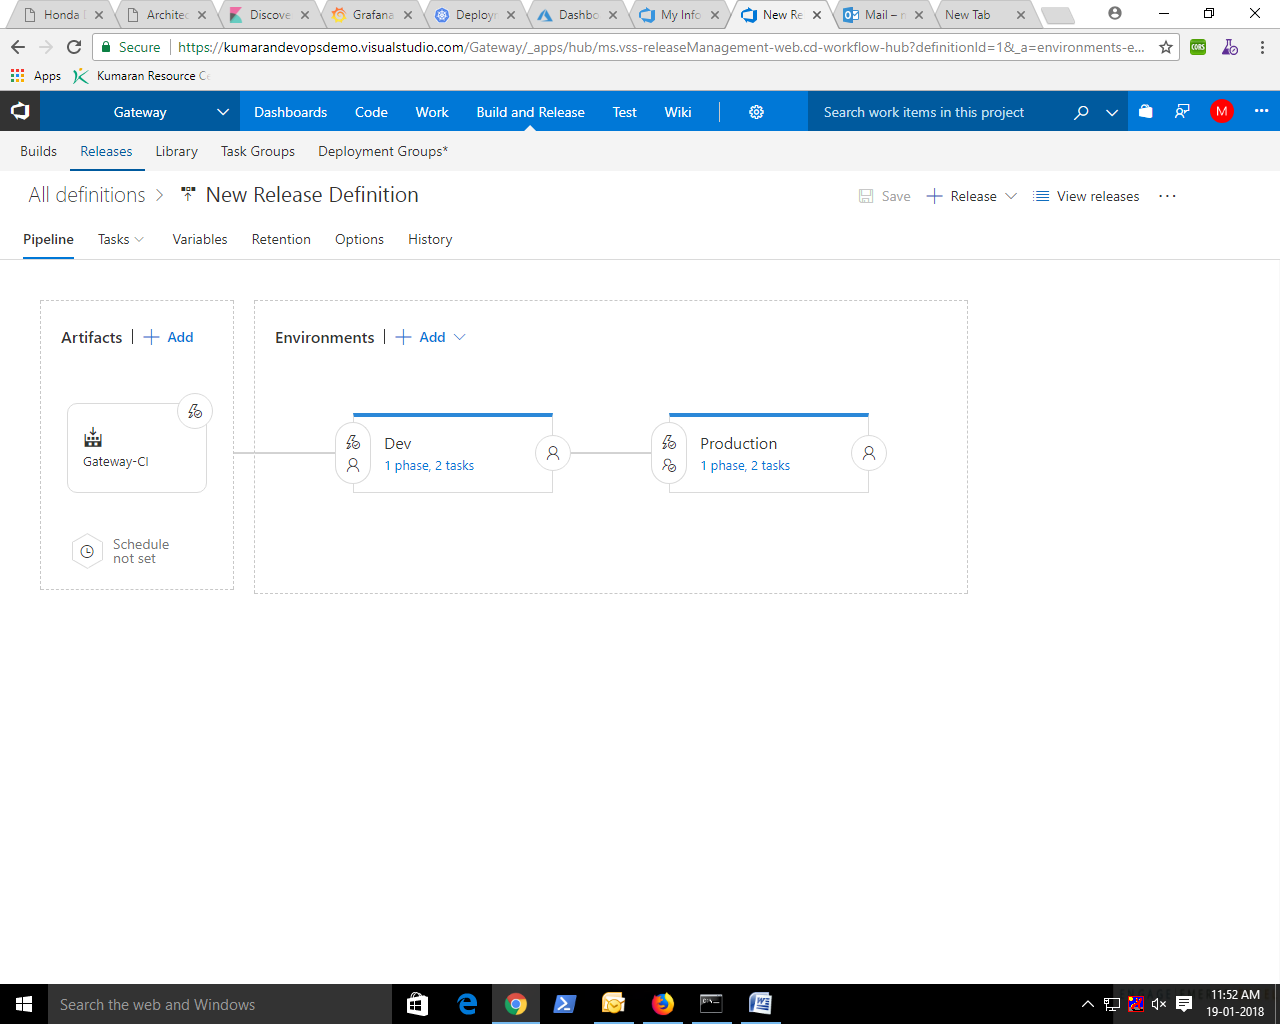 Honda
Architec
Discove
Grafana
Deploy
Dashbo
My Info
New Re
Mail –
New Tab
Secure
https://kumarandevopsdemo.visualstudio.com/Gateway/_apps/hub/ms.vss-releaseManagement-web.cd-workflow-hub?definitionId=1&_a=environments-e...
CORS
Apps
Kumaran Resource Ce
Gateway
Dashboards
Code
Work
Build and Release
Test
Wiki
Search work items in this project
M
Builds
Releases
Library
Task Groups
Deployment Groups*
All definitions > New Release Definition
Save
Release
View releases
Pipeline
Tasks
Variables
Retention
Options
History
Artifacts | + Add
Environments | + Add
Gateway-CI
Dev
1 phase, 2 tasks
Production
1 phase, 2 tasks
Schedule
not set
Search the web and Windows
11:52 AM
19-01-2018